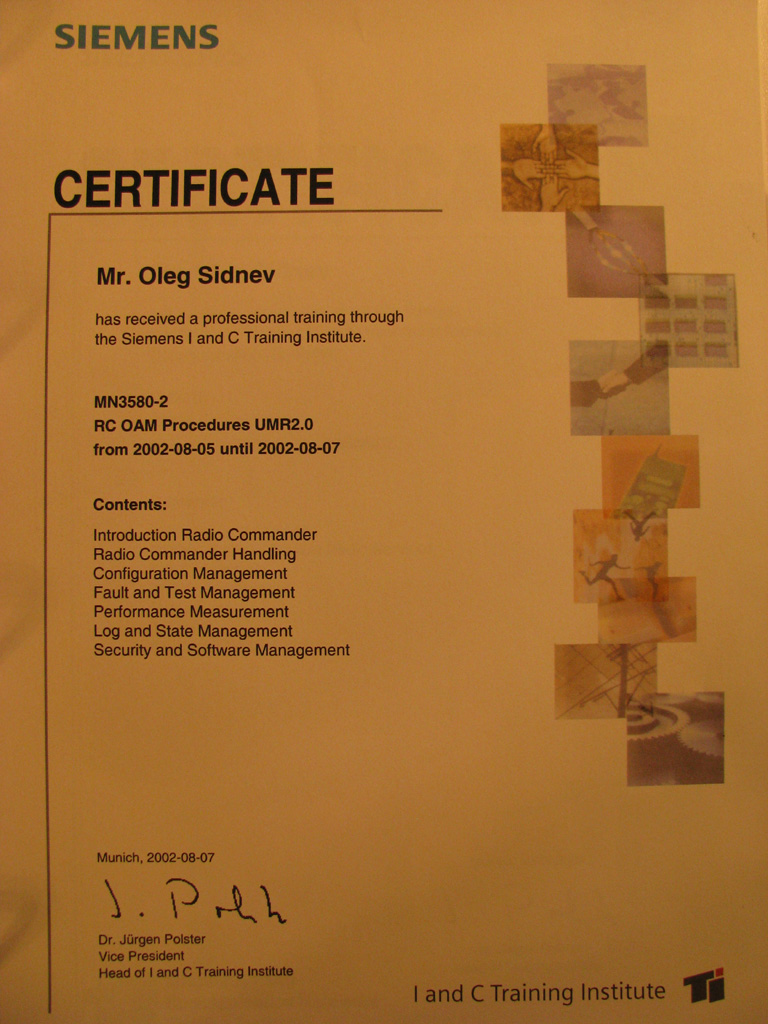 SIEMENS
CERTIFICATE
Mr. Oleg Sidnev
has received a professional training through
the Siemens I and C Training Institute.
MN3580-2
RC OAM Procedures UMR2.0
from 2002-08-05 until 2002-08-07
Contents:
Introduction Radio Commander
Radio Commander Handling
Configuration Management
Fault and Test Management
Performance Measurement
Log and State Management
Security and Software Management
Munich, 2002-08-07
J. Polster
Dr. Jürgen Polster
Vice President
Head of I and C Training Institute
I and C Training Institute Ti